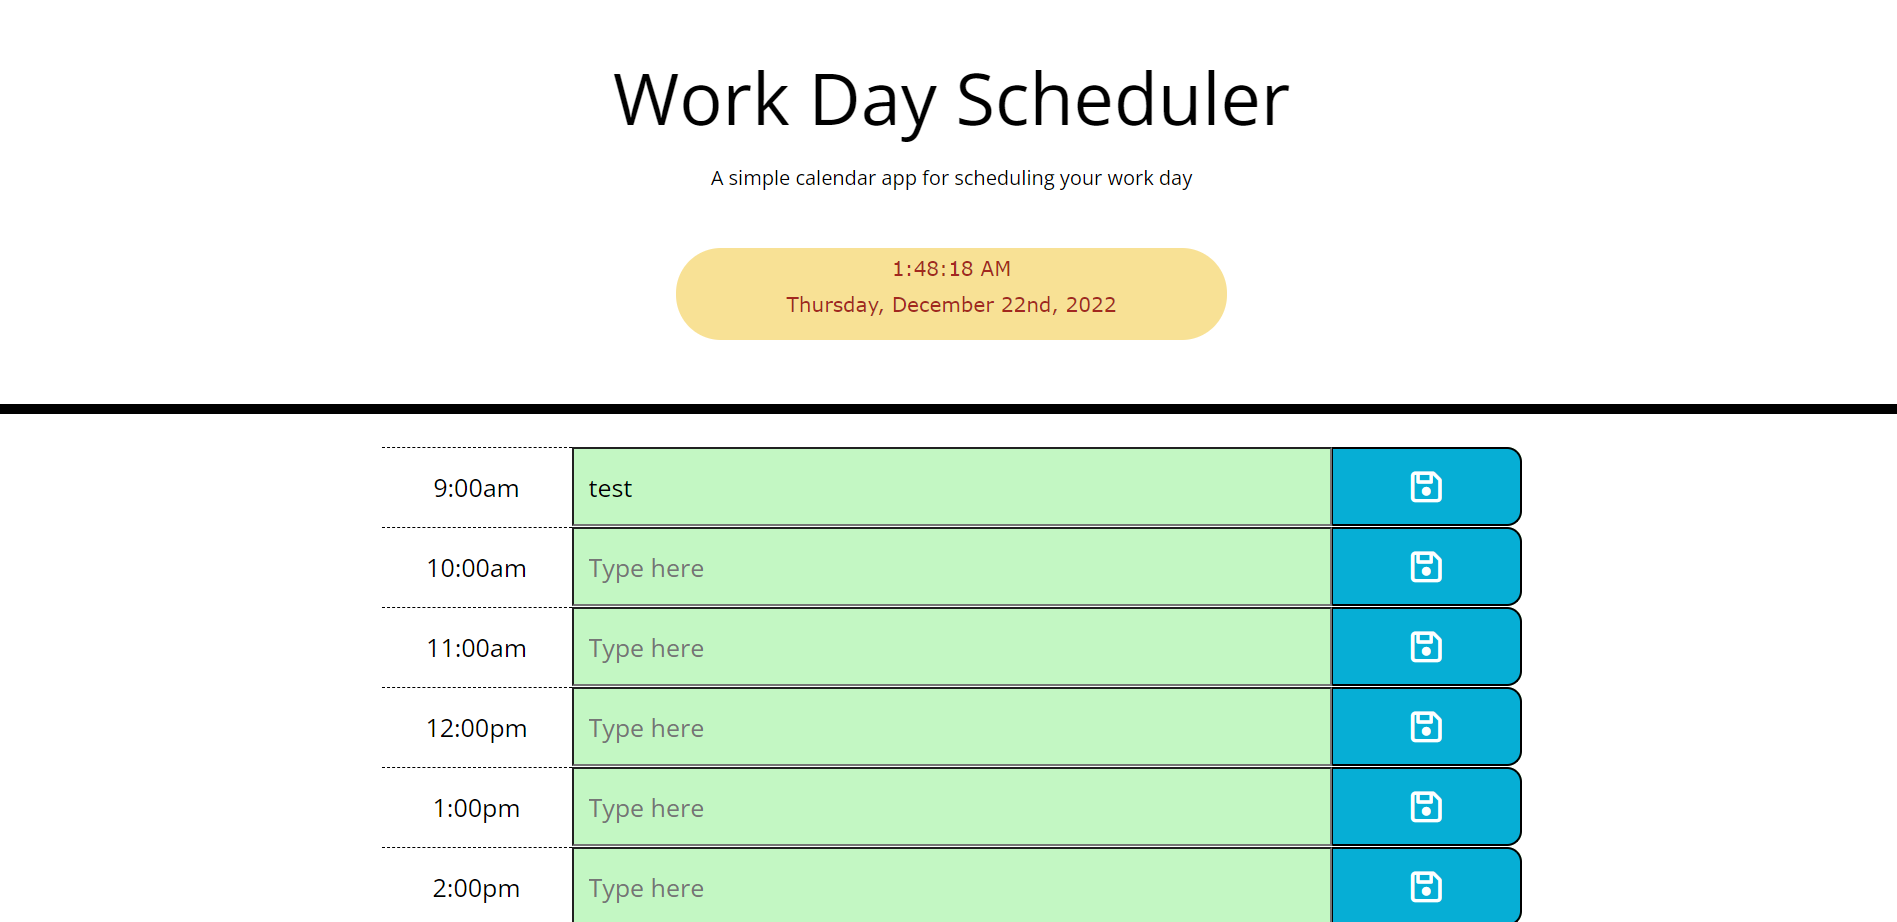 Work Day Scheduler
A simple calendar app for scheduling your work day
1:48:18 AM
Thursday, December 22nd, 2022
9:00am test
10:00am Type here
11:00am Type here
12:00pm Type here
1:00pm Type here
2:00pm Type here